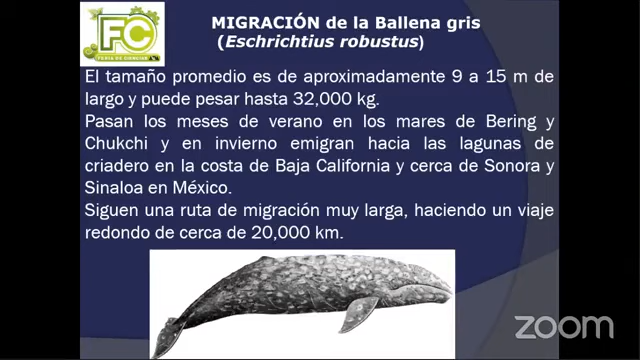 MIGRACIÓN de la Ballena gris
(Eschrichtius robustus)
FC
FERIA DE CIENCIAS
El tamaño promedio es de aproximadamente 9 a 15 m de
largo y puede pesar hasta 32,000 kg.
Pasan los meses de verano en los mares de Bering y
Chukchi y en invierno emigran hacia las lagunas de
criadero en la costa de Baja California y cerca de Sonora y
Sinaloa en México.
Siguen una ruta de migración muy larga, haciendo un viaje
redondo de cerca de 20,000 km.
zoom